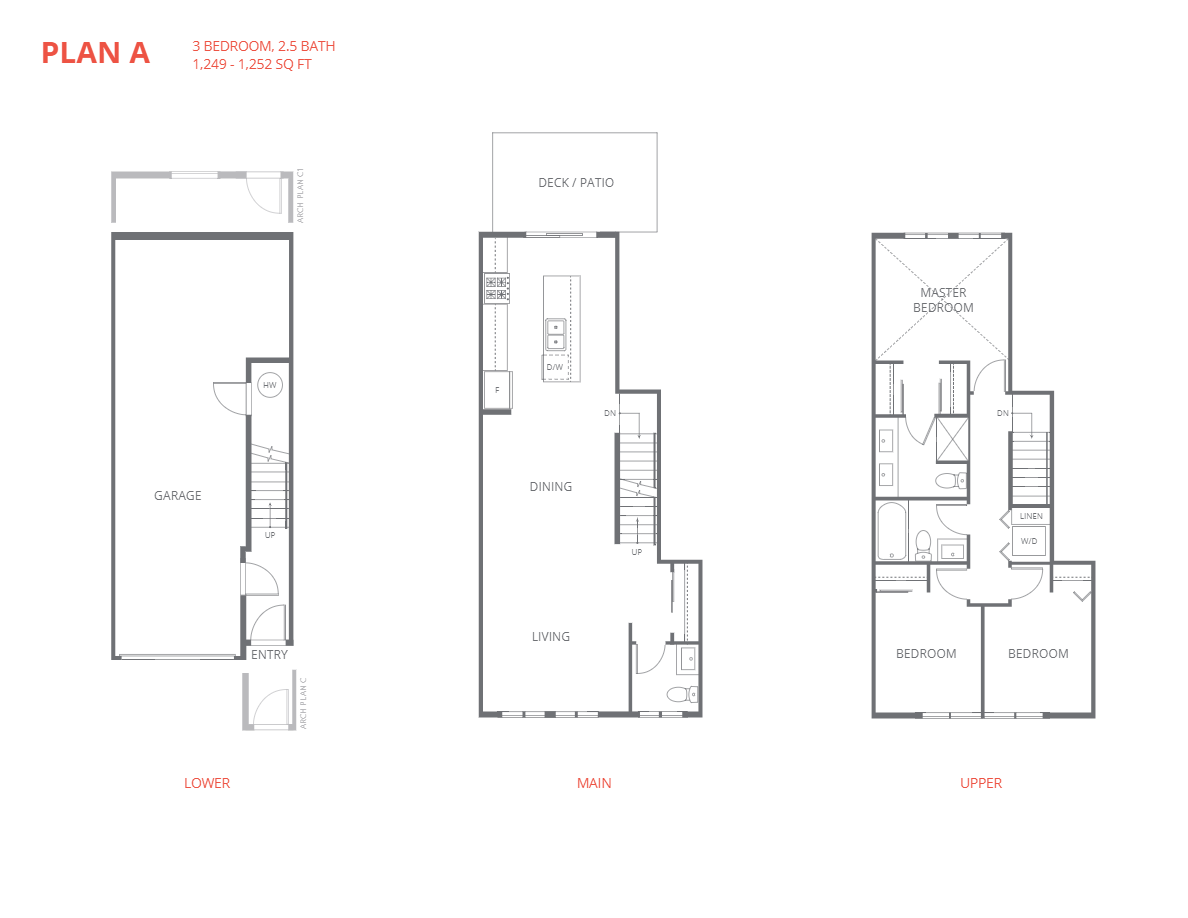 PLAN A
3 BEDROOM, 2.5 BATH
1,249 - 1,252 SQ FT
ARCH PLAN C1
HW
GARAGE
UP
ENTRY
ARCH PLAN C
LOWER
DECK / PATIO
D/W
F
DN
DINING
UP
LIVING
MAIN
MASTER
BEDROOM
DN
LINEN
W/D
BEDROOM
BEDROOM
UPPER